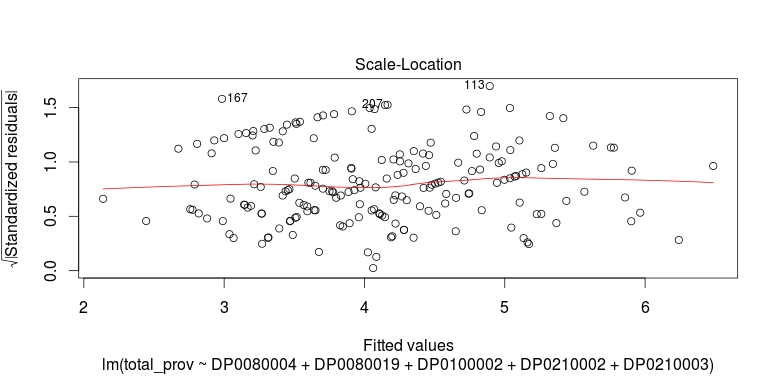 Scale-Location
√|Standardized residuals|
1.5
1.0
0.5
0.0
167
207
113
2 3 4 5 6
Fitted values
lm(total_prov ~ DP0080004 + DP0080019 + DP0100002 + DP0210002 + DP0210003)